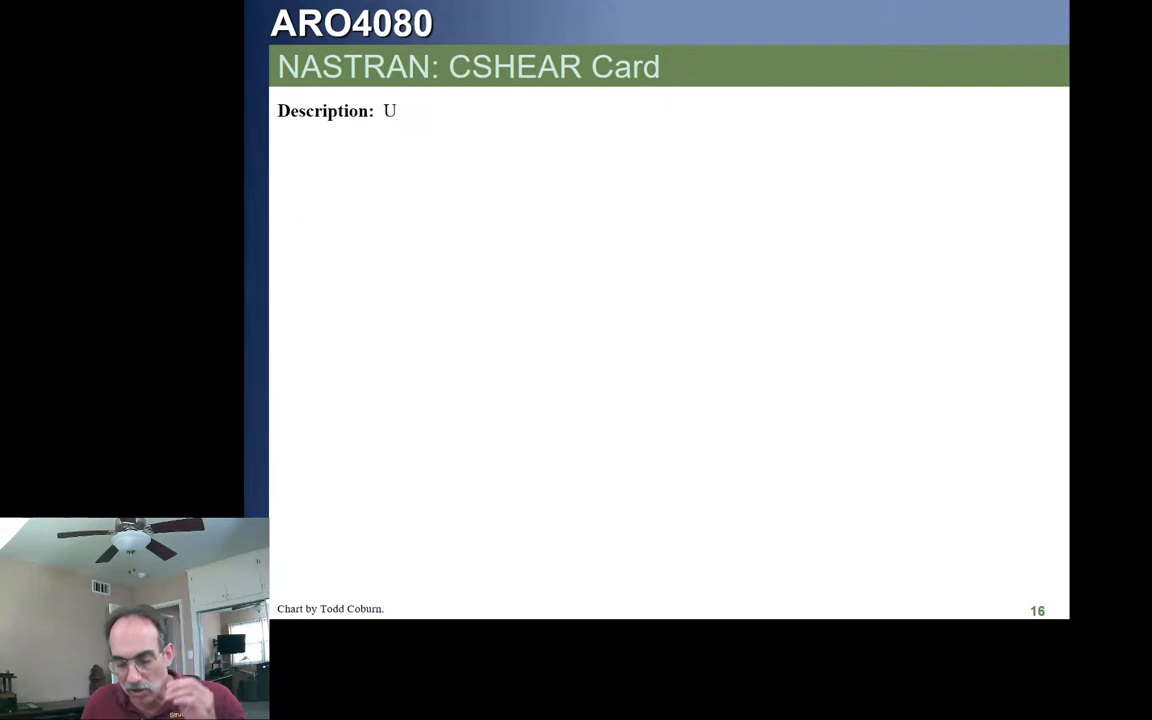 ARO4080
NASTRAN: CSHEAR Card
Description: U
Chart by Todd Coburn.
16